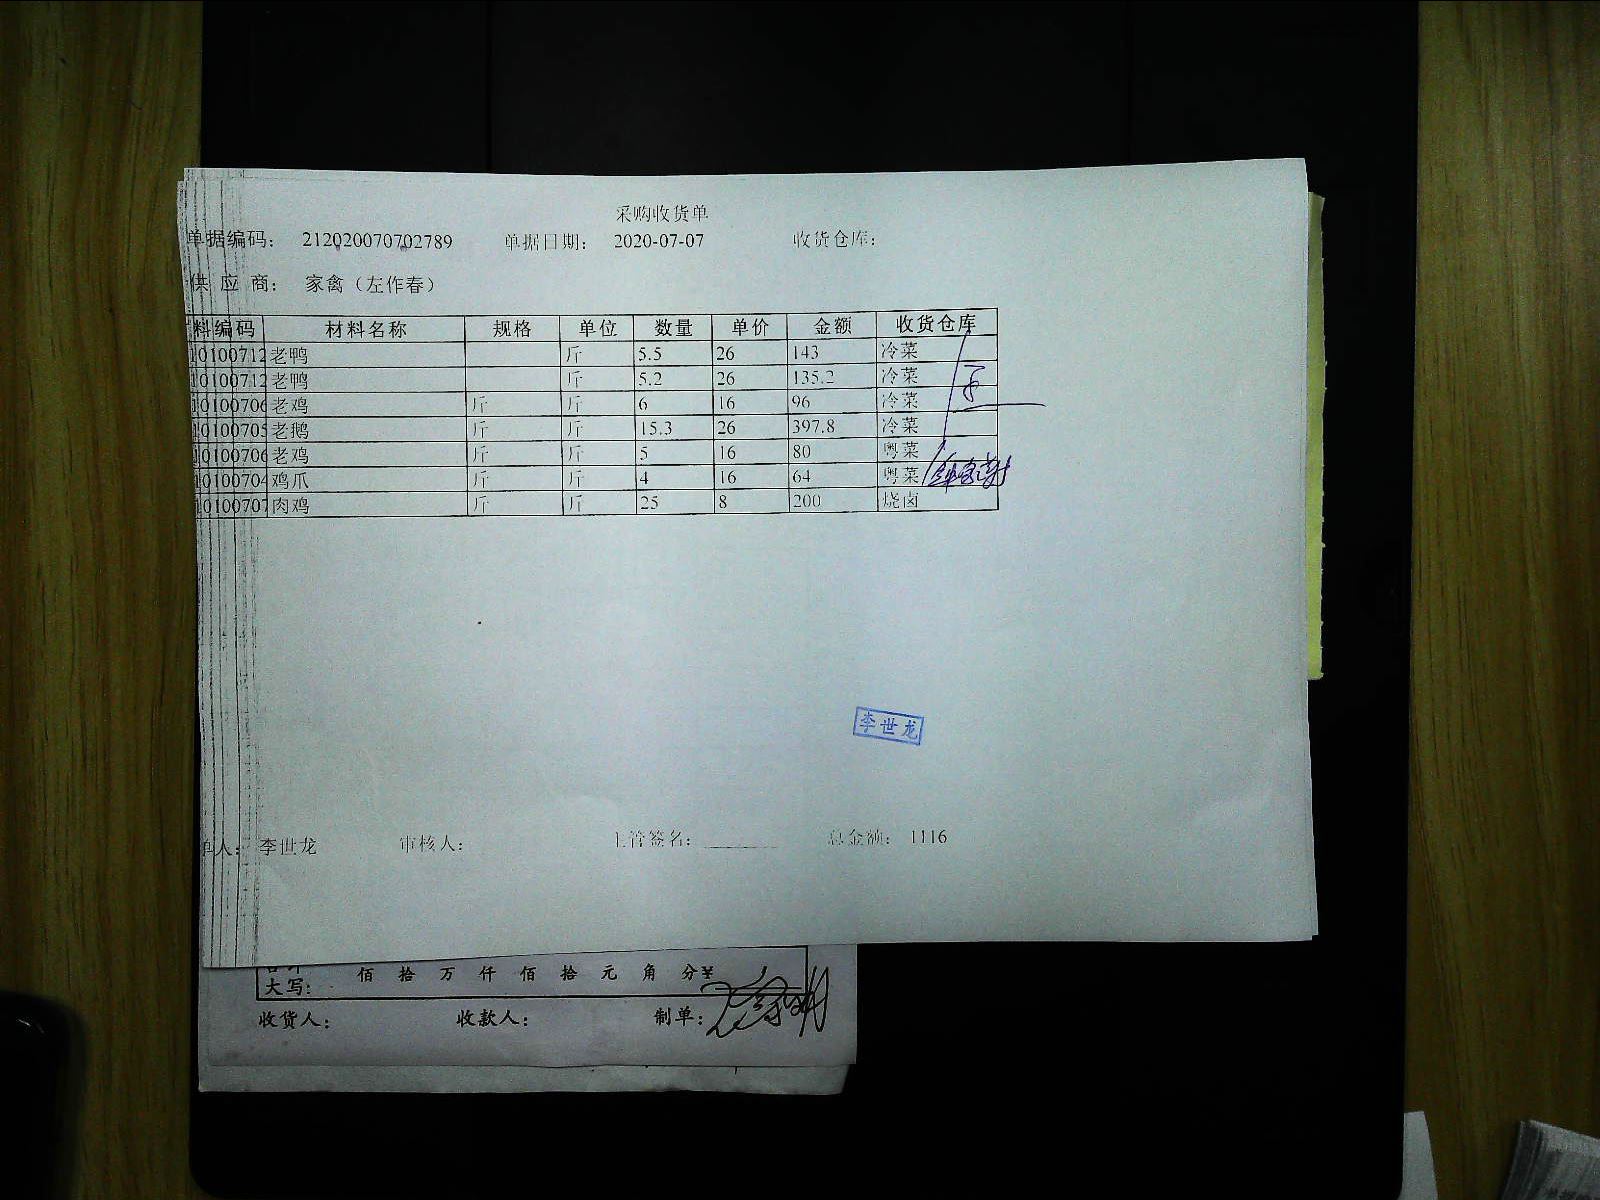 采购收货单
单据编码： 212020070702789 单据日期： 2020-07-07 收货仓库：
供 应 商： 家禽（左作春）
料编码 材料名称 规格 单位 数量 单价 金额 收货仓库
10100712 老鸭 斤 5.5 26 143 冷菜
10100712 老鸭 斤 5.2 26 135.2 冷菜
10100706 老鸡 斤 斤 6 16 96 冷菜
10100705 老鹅 斤 斤 15.3 26 397.8 冷菜
10100706 老鸡 斤 斤 5 16 80 粤菜
10100704 鸡爪 斤 斤 4 16 64 粤菜
10100707 肉鸡 斤 斤 25 8 200 烧卤
李世龙
单人： 李世龙 审核人： 主管签名： 总金额： 1116
佰 拾 万 仟 佰 拾 元 角 分¥
大写：
收货人： 收款人： 制单：